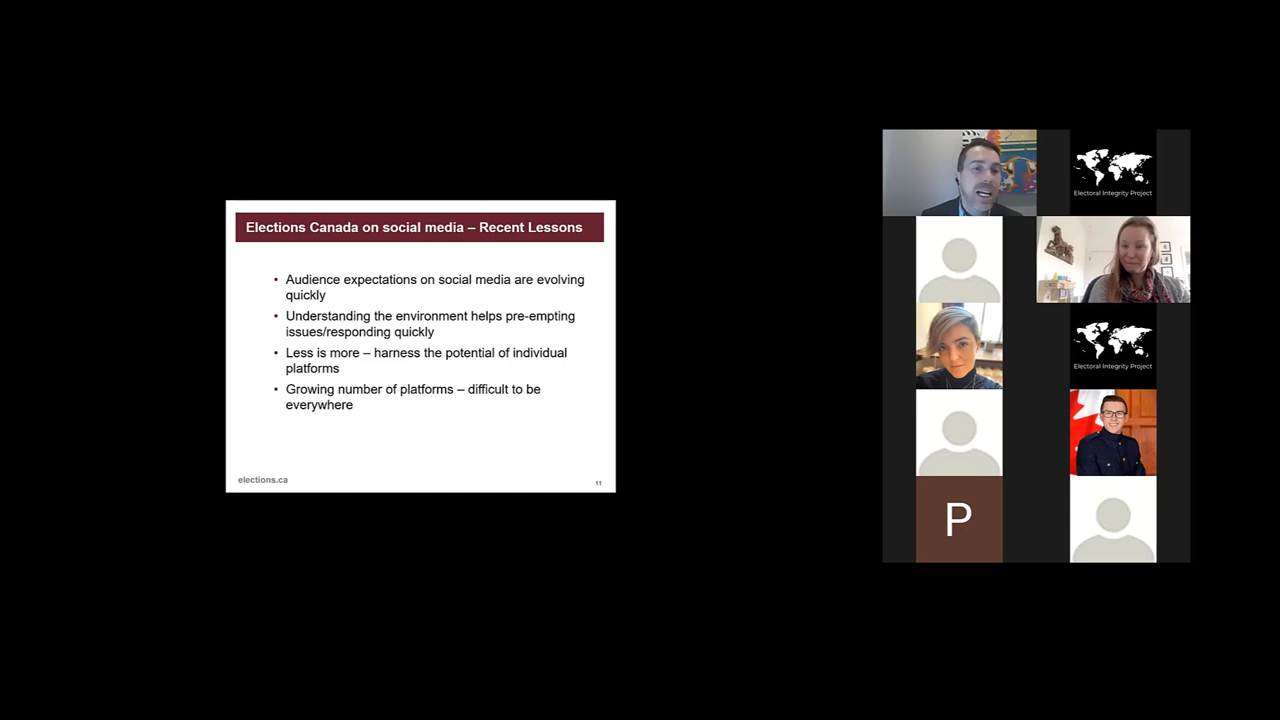 Elections Canada on social media – Recent Lessons
• Audience expectations on social media are evolving
quickly
• Understanding the environment helps pre-empting
issues/responding quickly
• Less is more – harness the potential of individual
platforms
• Growing number of platforms – difficult to be
everywhere
elections.ca
11
Electoral Integrity Project
Electoral Integrity Project
P